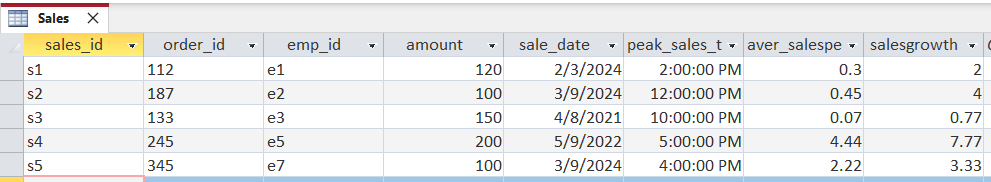 Sales
sales_id order_id emp_id amount sale_date peak_sales_t aver_salespe salesgrowth
s1 112 e1 120 2/3/2024 2:00:00 PM 0.3 2
s2 187 e2 100 3/9/2024 12:00:00 PM 0.45 4
s3 133 e3 150 4/8/2021 10:00:00 PM 0.07 0.77
s4 245 e5 200 5/9/2022 5:00:00 PM 4.44 7.77
s5 345 e7 100 3/9/2024 4:00:00 PM 2.22 3.33